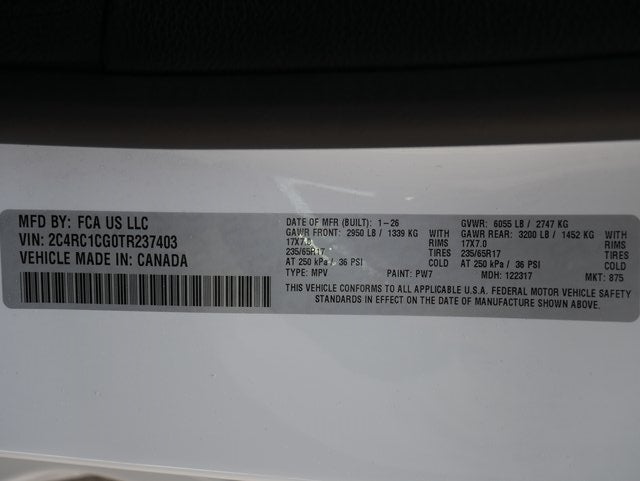 MFD BY: FCA US LLC
VIN: 2C4RC1CG0TR237403
VEHICLE MADE IN: CANADA
DATE OF MFR (BUILT): 1-26
GAWR FRONT: 2950 LB / 1339 KG WITH
17X7.0 RIMS
235/65R17 TIRES
AT 250 kPa / 36 PSI COLD
TYPE: MPV PAINT: PW7
GVWR: 6055 LB / 2747 KG
GAWR REAR: 3200 LB / 1452 KG WITH
17X7.0 RIMS
235/65R17 TIRES
AT 250 kPa / 36 PSI COLD
MDH: 122317 MKT: 875
THIS VEHICLE CONFORMS TO ALL APPLICABLE U.S.A. FEDERAL MOTOR VEHICLE SAFETY
STANDARDS IN EFFECT ON THE DATE OF MANUFACTURE SHOWN ABOVE.